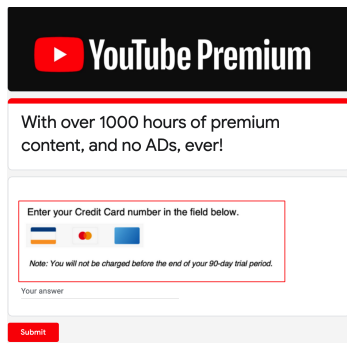 YouTube Premium
With over 1000 hours of premium
content, and no ADs, ever!
Enter your Credit Card number in the field below.
Note: You will not be charged before the end of your 90-day trial period.
Your answer
Submit